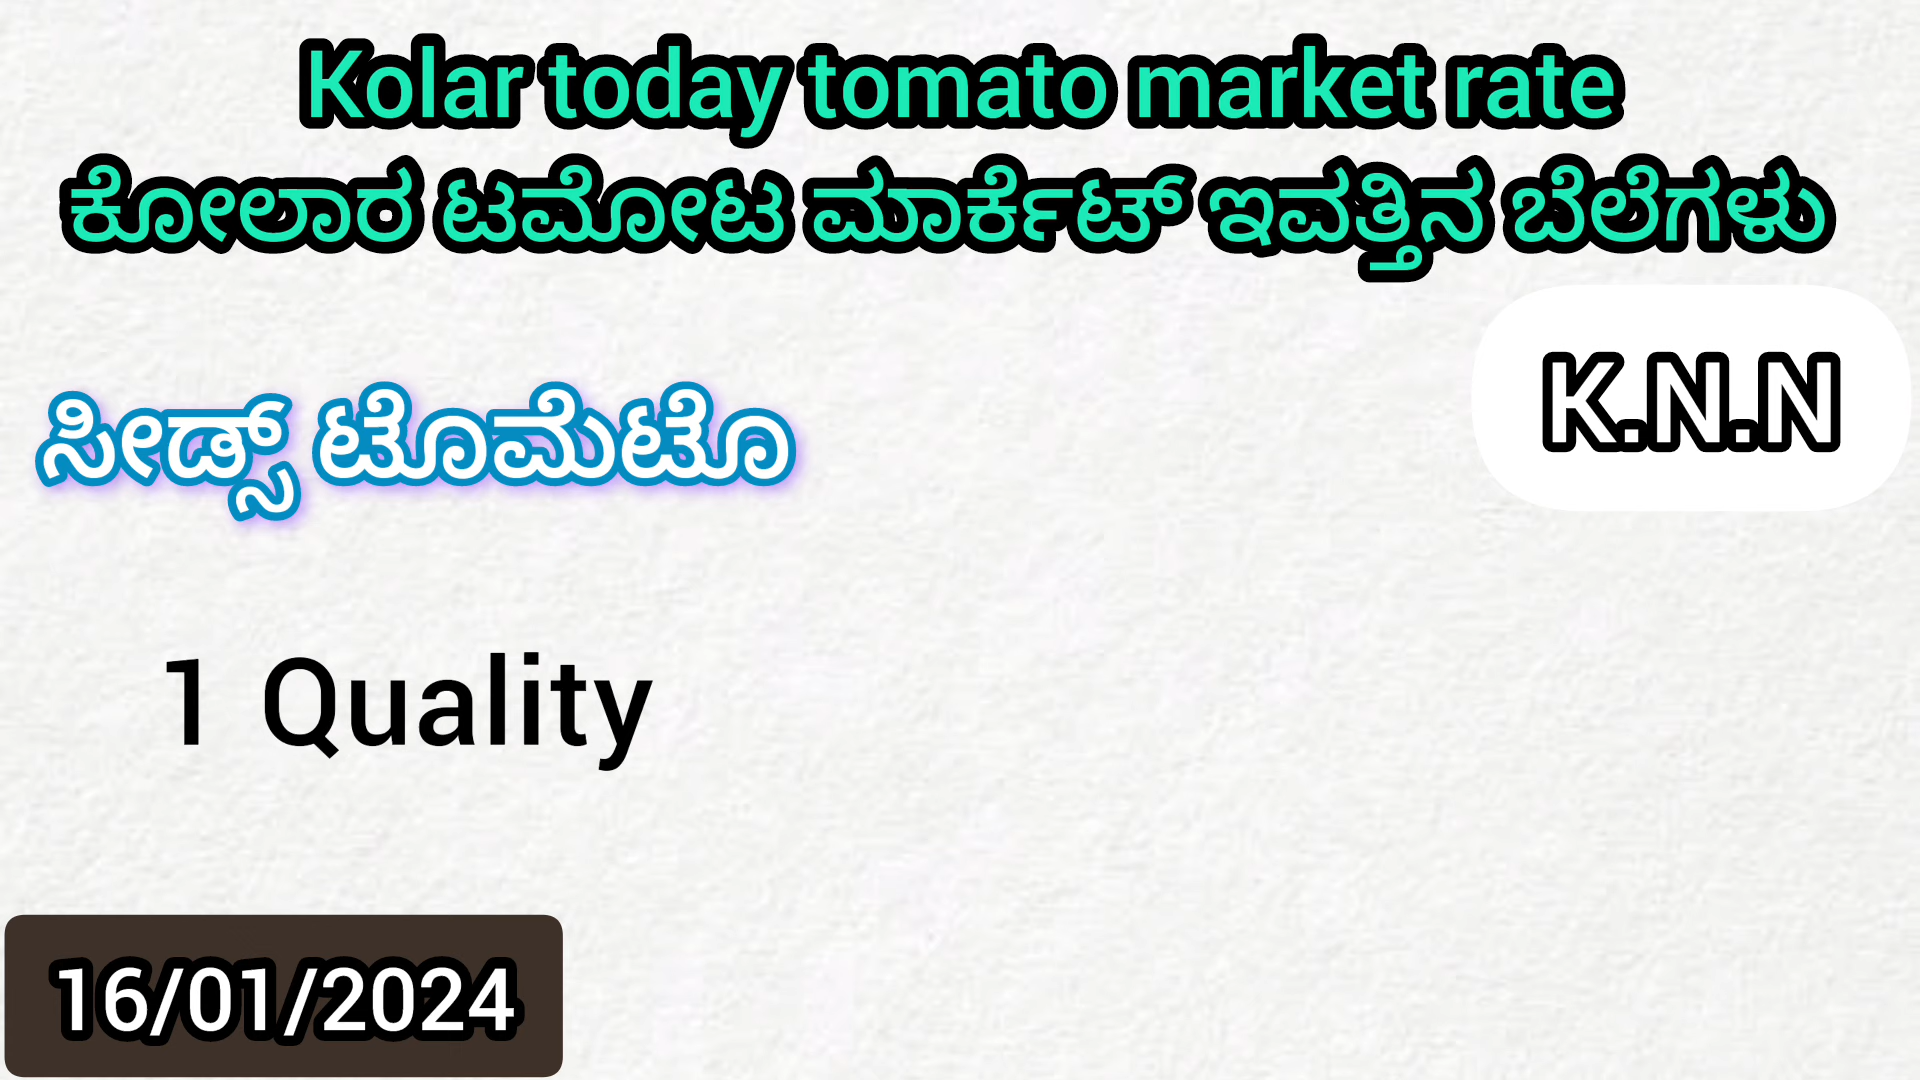 Kolar today tomato market rate
ಕೋಲಾರ ಟಮೋಟ ಮಾರ್ಕೆಟ್ ಇವತ್ತಿನ ಬೆಲೆಗಳು
K.N.N
ಸೀಡ್ಸ್ ಟೊಮೆಟೊ
1 Quality
16/01/2024